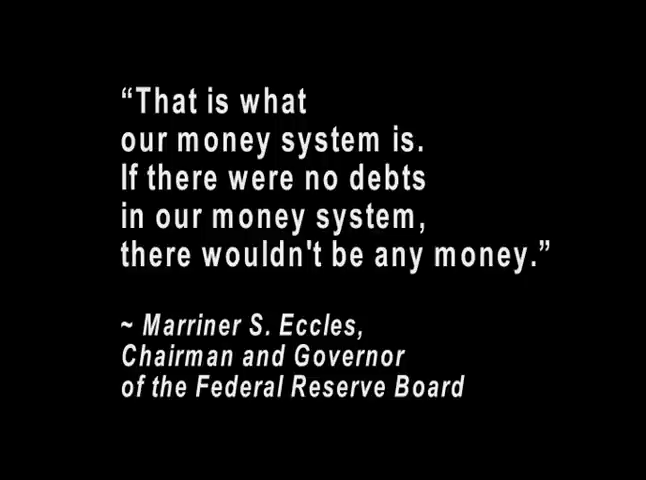 “That is what
our money system is.
If there were no debts
in our money system,
there wouldn't be any money.”
~ Marriner S. Eccles,
Chairman and Governor
of the Federal Reserve Board